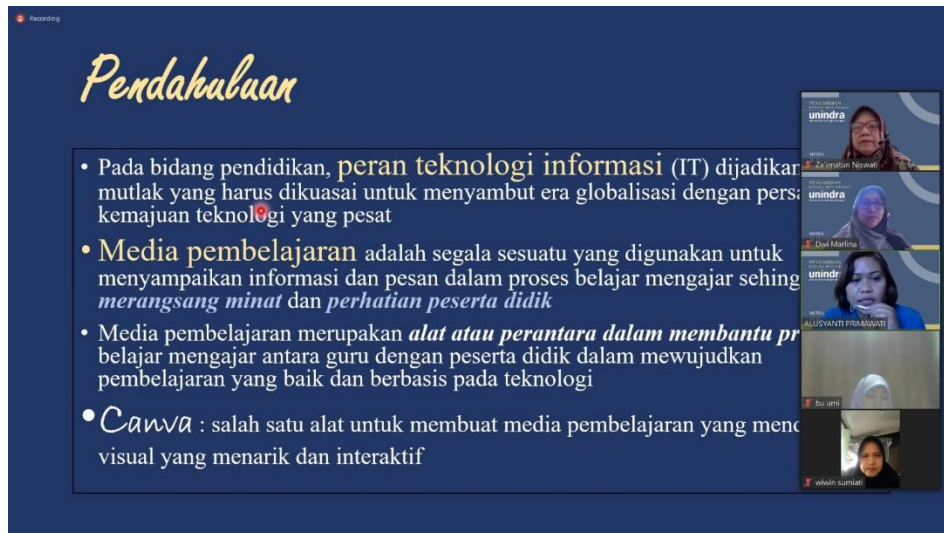 Recording
Pendahuluan
• Pada bidang pendidikan, peran teknologi informasi (IT) dijadikan
mutlak yang harus dikuasai untuk menyambut era globalisasi dengan persa
kemajuan teknologi yang pesat
• Media pembelajaran adalah segala sesuatu yang digunakan untuk
menyampaikan informasi dan pesan dalam proses belajar mengajar sehing
merangsang minat dan perhatian peserta didik
• Media pembelajaran merupakan alat atau perantara dalam membantu pr
belajar mengajar antara guru dengan peserta didik dalam mewujudkan
pembelajaran yang baik dan berbasis pada teknologi
• Canva : salah satu alat untuk membuat media pembelajaran yang mend
visual yang menarik dan interaktif
unindra
Za'imatun Niswati
unindra
Dwi Marlina
unindr
ALUSYANTI PRIMAWATI
bu umi
wiwin sumiati